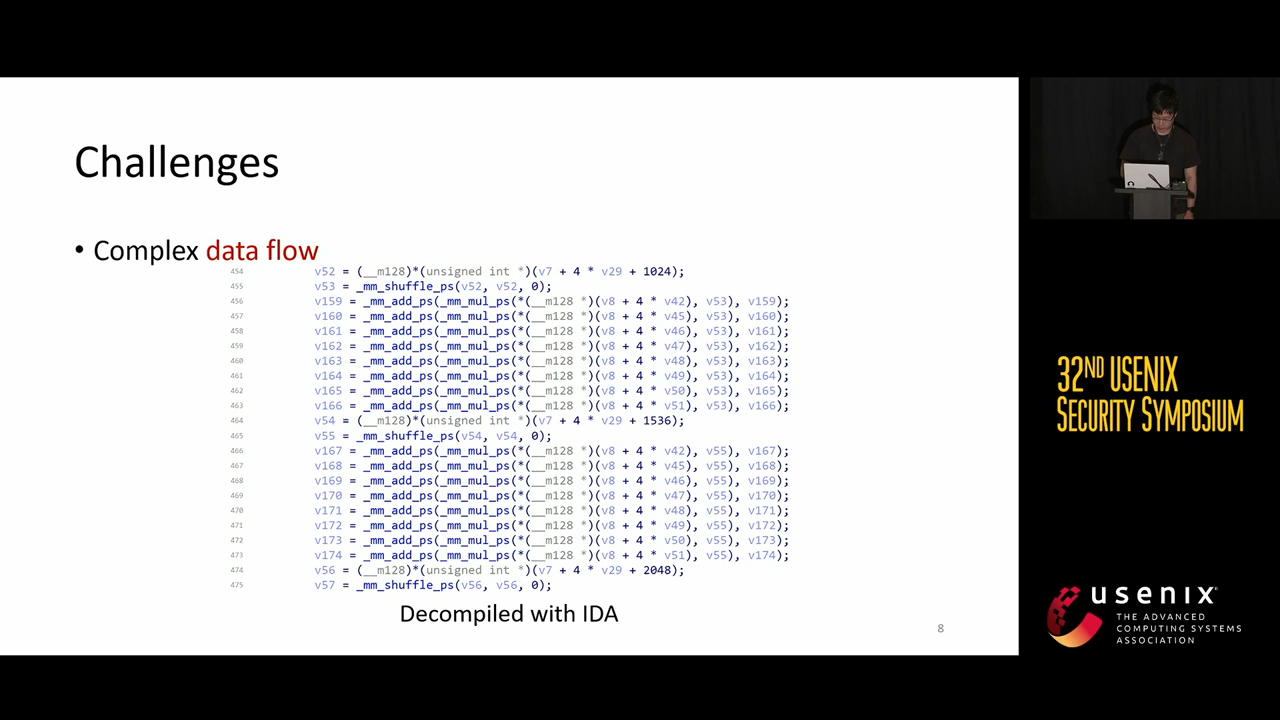 Challenges
• Complex data flow
454 v52 = (__m128)*(unsigned int *)(v7 + 4 * v29 + 1024);
455 v53 = _mm_shuffle_ps(v52, v52, 0);
456 v159 = _mm_add_ps(_mm_mul_ps(*(__m128 *)(v8 + 4 * v42), v53), v159);
457 v160 = _mm_add_ps(_mm_mul_ps(*(__m128 *)(v8 + 4 * v45), v53), v160);
458 v161 = _mm_add_ps(_mm_mul_ps(*(__m128 *)(v8 + 4 * v46), v53), v161);
459 v162 = _mm_add_ps(_mm_mul_ps(*(__m128 *)(v8 + 4 * v47), v53), v162);
460 v163 = _mm_add_ps(_mm_mul_ps(*(__m128 *)(v8 + 4 * v48), v53), v163);
461 v164 = _mm_add_ps(_mm_mul_ps(*(__m128 *)(v8 + 4 * v49), v53), v164);
462 v165 = _mm_add_ps(_mm_mul_ps(*(__m128 *)(v8 + 4 * v50), v53), v165);
463 v166 = _mm_add_ps(_mm_mul_ps(*(__m128 *)(v8 + 4 * v51), v53), v166);
464 v54 = (__m128)*(unsigned int *)(v7 + 4 * v29 + 1536);
465 v55 = _mm_shuffle_ps(v54, v54, 0);
466 v167 = _mm_add_ps(_mm_mul_ps(*(__m128 *)(v8 + 4 * v42), v55), v167);
467 v168 = _mm_add_ps(_mm_mul_ps(*(__m128 *)(v8 + 4 * v45), v55), v168);
468 v169 = _mm_add_ps(_mm_mul_ps(*(__m128 *)(v8 + 4 * v46), v55), v169);
469 v170 = _mm_add_ps(_mm_mul_ps(*(__m128 *)(v8 + 4 * v47), v55), v170);
470 v171 = _mm_add_ps(_mm_mul_ps(*(__m128 *)(v8 + 4 * v48), v55), v171);
471 v172 = _mm_add_ps(_mm_mul_ps(*(__m128 *)(v8 + 4 * v49), v55), v172);
472 v173 = _mm_add_ps(_mm_mul_ps(*(__m128 *)(v8 + 4 * v50), v55), v173);
473 v174 = _mm_add_ps(_mm_mul_ps(*(__m128 *)(v8 + 4 * v51), v55), v174);
474 v56 = (__m128)*(unsigned int *)(v7 + 4 * v29 + 2048);
475 v57 = _mm_shuffle_ps(v56, v56, 0);
Decompiled with IDA
8
32ND USENIX
SECURITY SYMPOSIUM
usenix
THE ADVANCED
COMPUTING SYSTEMS
ASSOCIATION